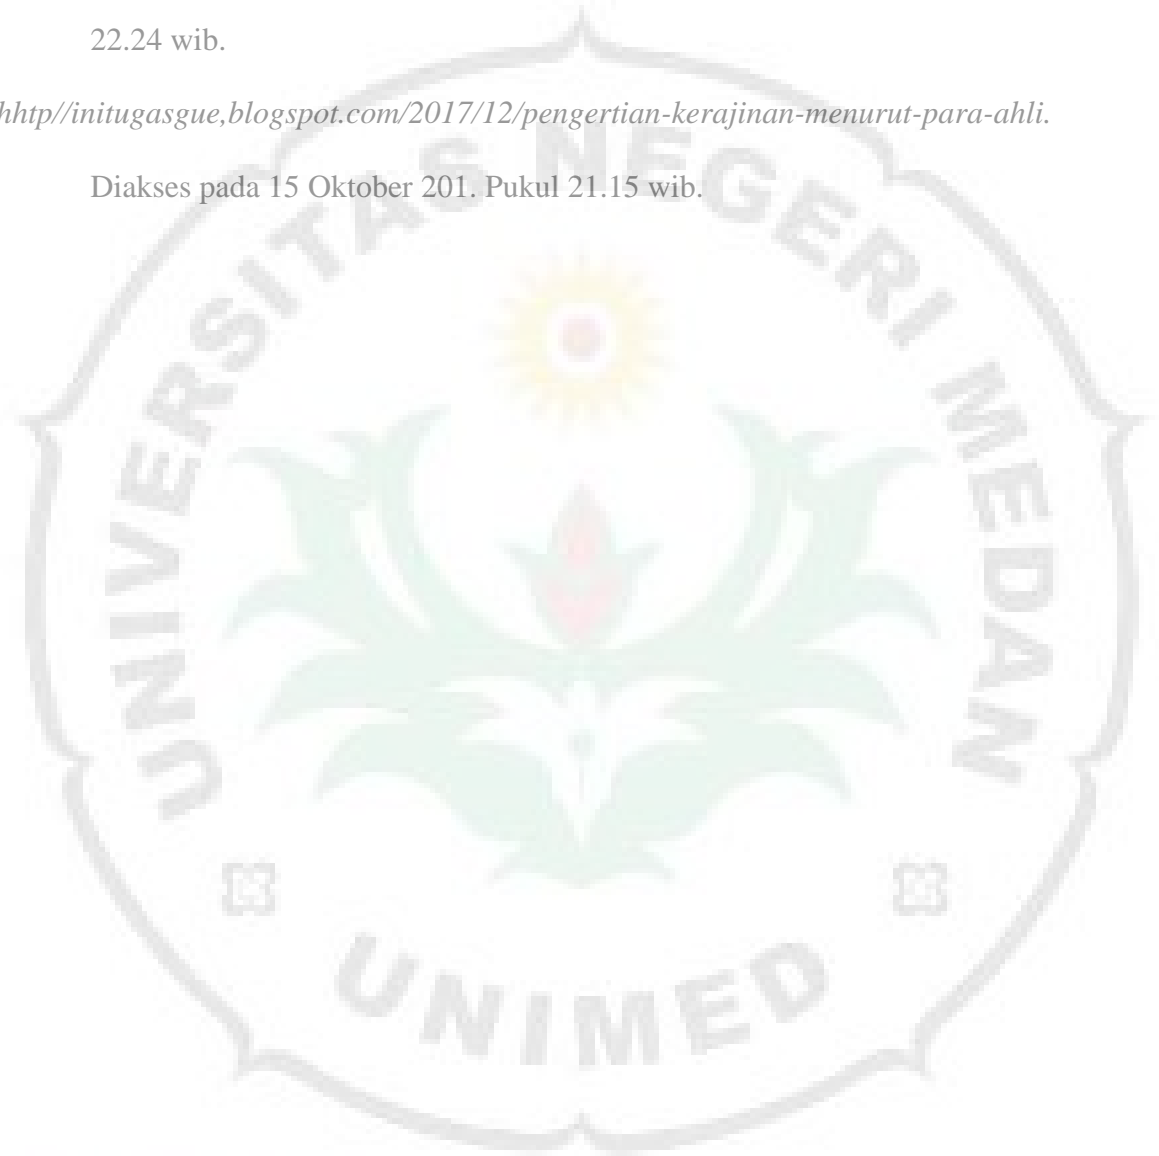 22.24 wib.
hhtp//initugasgue,blogspot.com/2017/12/pengertian-kerajinan-menurut-para-ahli.
Diakses pada 15 Oktober 201. Pukul 21.15 wib.
UNIVERSITAS NEGERI MEDAN
UNIMED